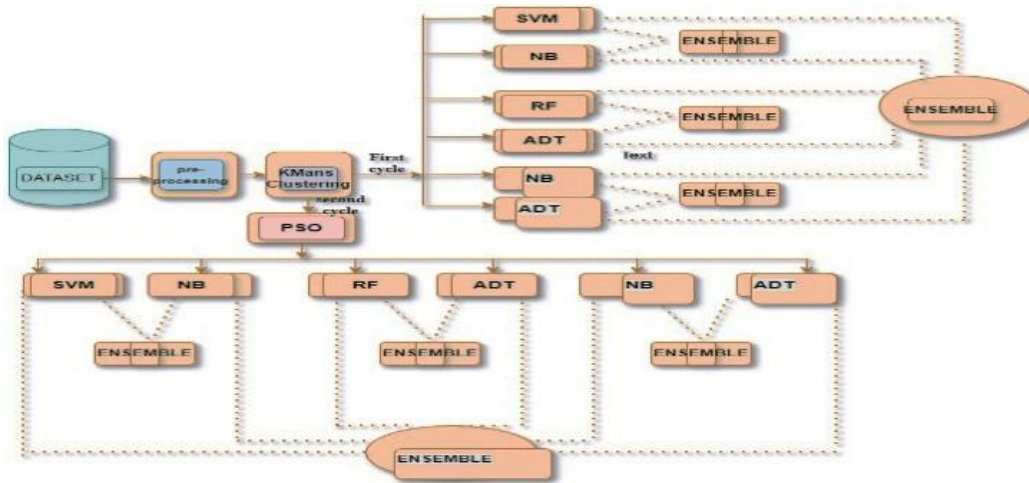 SVM
ENSEMBLE
NB
RF
ENSEMBLE
ENSEMBLE
ADT
First
cycle
text
DATASET
pre-
processing
KMans
Clustering
NB
ENSEMBLE
ADT
second
cycle
PSO
SVM
NB
RF
ADT
NB
ADT
ENSEMBLE
ENSEMBLE
ENSEMBLE
ENSEMBLE